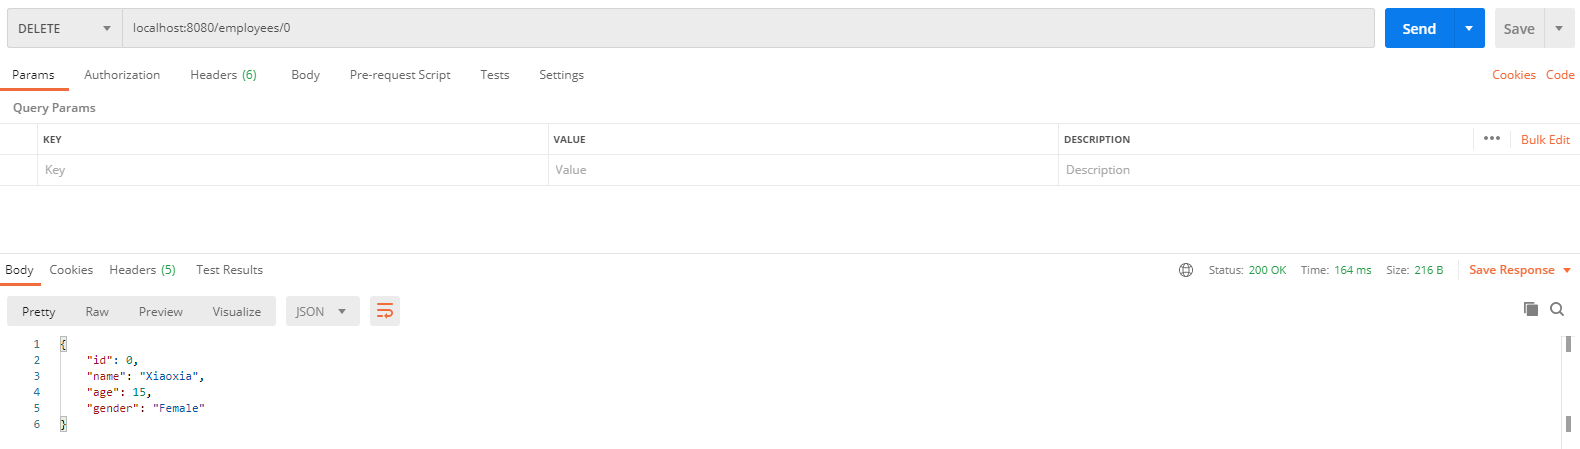 DELETE localhost:8080/employees/0 Send Save
Params Authorization Headers (6) Body Pre-request Script Tests Settings Cookies Code
Query Params
KEY VALUE DESCRIPTION ••• Bulk Edit
Key Value Description
Body Cookies Headers (5) Test Results Status: 200 OK Time: 164 ms Size: 216 B Save Response
Pretty Raw Preview Visualize JSON
1 {
2 "id": 0,
3 "name": "Xiaoxia",
4 "age": 15,
5 "gender": "Female"
6 }